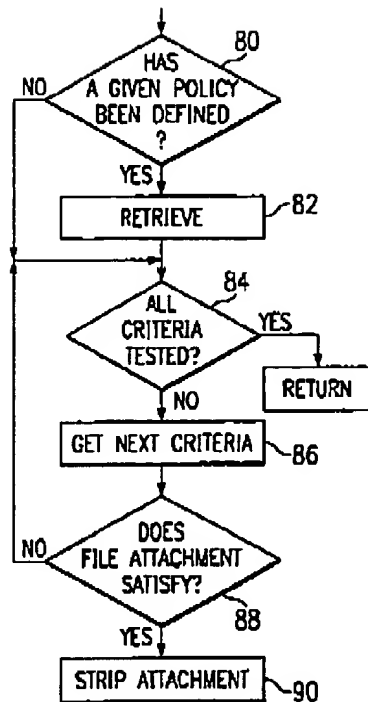 80
HAS
A GIVEN POLICY
BEEN DEFINED
?
NO
YES
RETRIEVE
82
84
ALL
CRITERIA
TESTED?
YES
RETURN
NO
GET NEXT CRITERIA
86
DOES
FILE ATTACHMENT
SATISFY?
NO
88
YES
STRIP ATTACHMENT
90